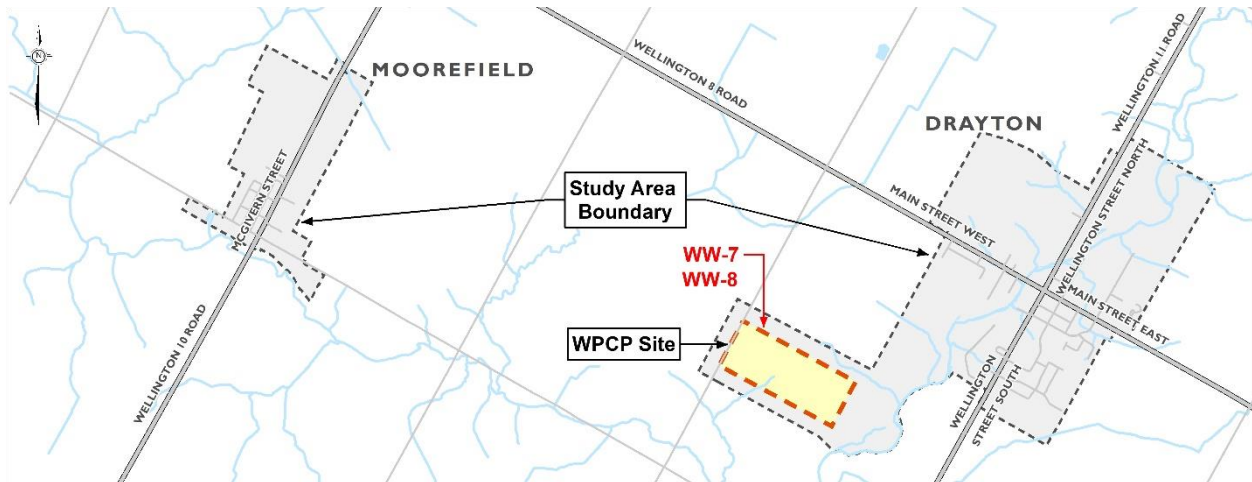 N
MOOREFIELD
MCGIVERN STREET
WELLINGTON 10 ROAD
WELLINGTON 8 ROAD
Study Area
Boundary
WW-7
WW-8
WPCP Site
DRAYTON
WELLINGTON 11 ROAD
WELLINGTON STREET NORTH
MAIN STREET WEST
MAIN STREET EAST
WELLINGTON
STREET SOUTH